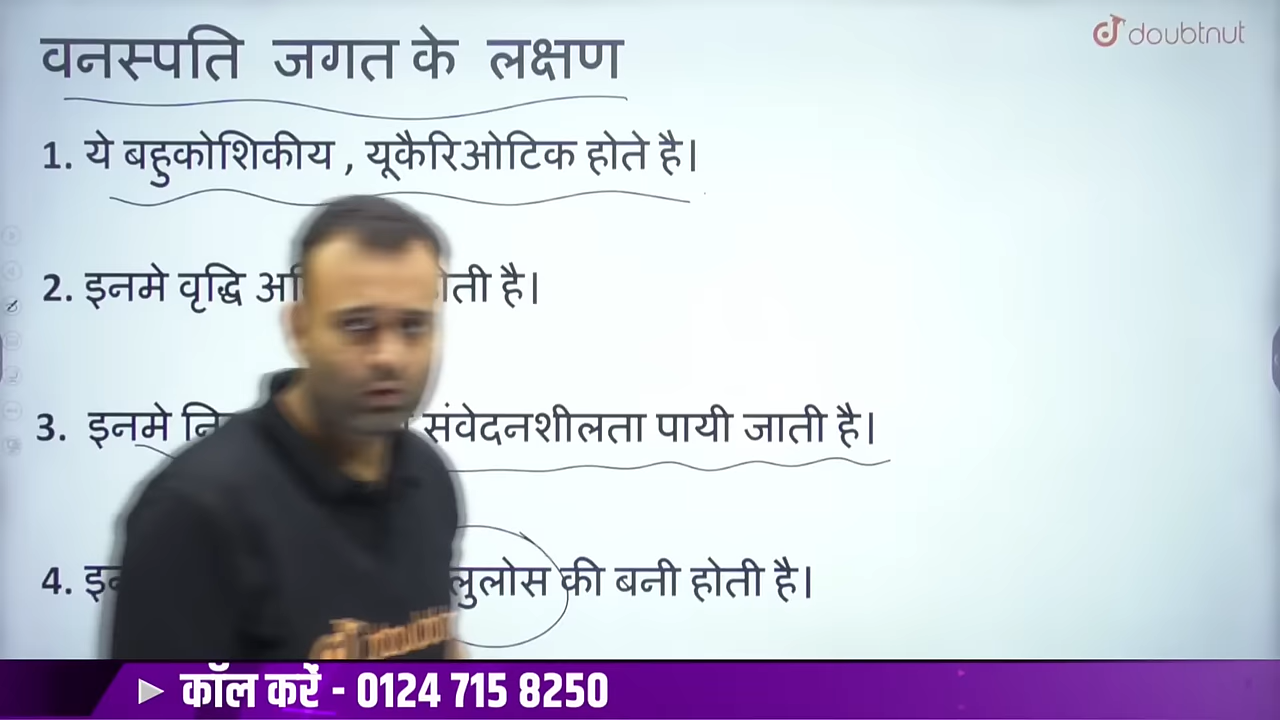 doubtnut
वनस्पति जगत के लक्षण
1. ये बहुकोशिकीय , यूकैरिओटिक होते है।
2. इनमे वृद्धि है।
3. इनमे संवेदनशीलता पायी जाती है।
4. की बनी होती है।
कॉल करें - 0124 715 8250